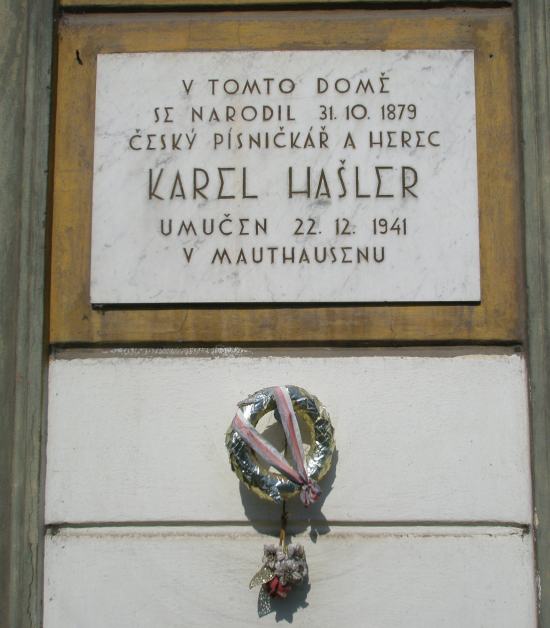 V TOMTO DOMĚ
SE NARODIL 31. 10. 1879
ČESKÝ PÍSNIČKÁŘ A HEREC
KAREL HAŠLER
UMUČEN 22. 12. 1941
V MAUTHAUSENU